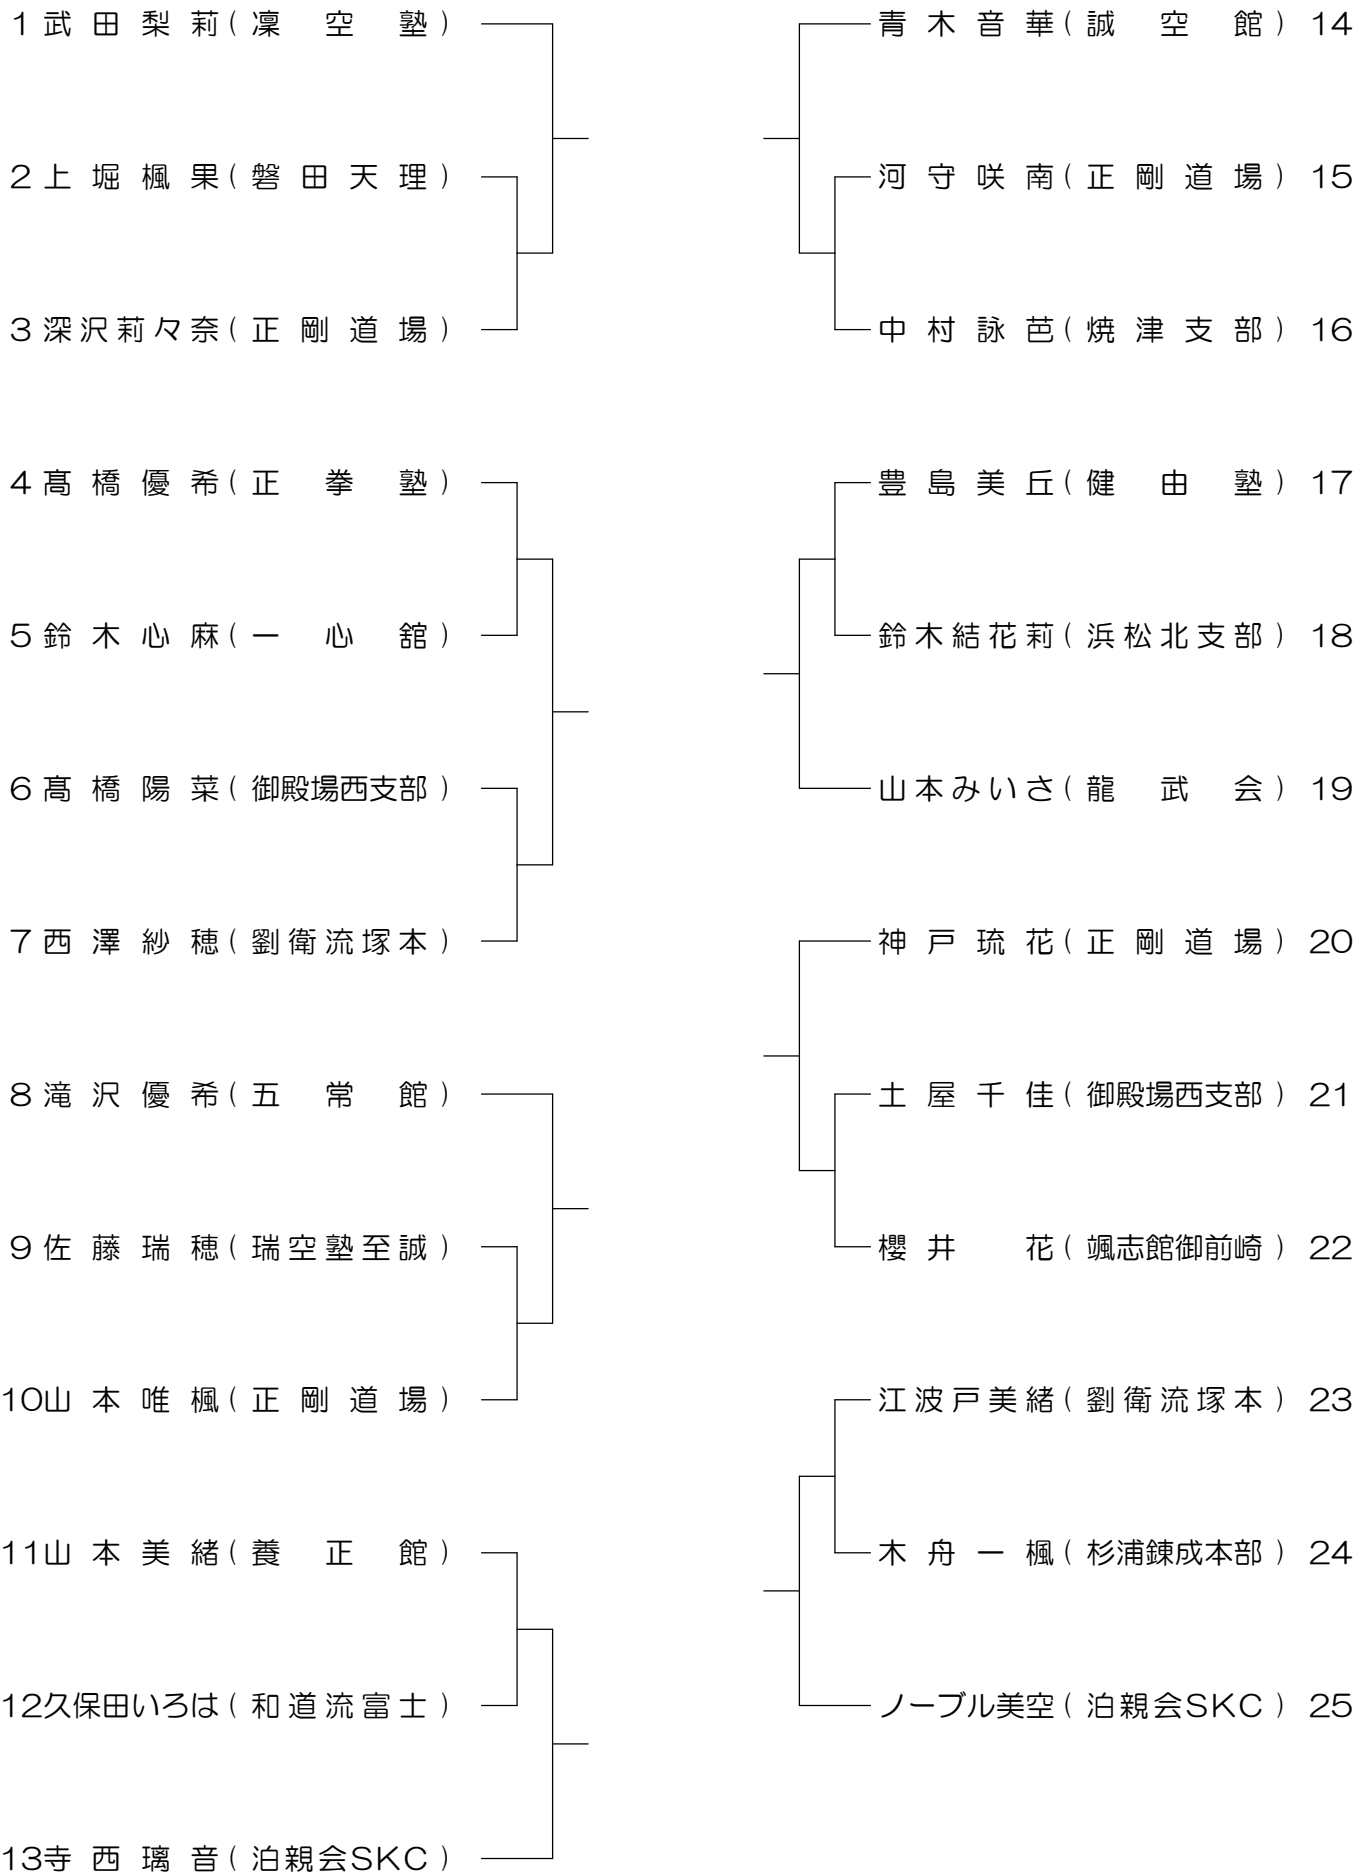 1 武田梨莉(凜空塾)
2 上堀楓果(磐田天理)
3 深沢莉々奈(正剛道場)
4 髙橋優希(正拳塾)
5 鈴木心麻(一心舘)
6 髙橋陽菜(御殿場西支部)
7 西澤紗穂(劉衛流塚本)
8 滝沢優希(五常館)
9 佐藤瑞穂(瑞空塾至誠)
10 山本唯楓(正剛道場)
11 山本美緒(養正館)
12 久保田いろは(和道流富士)
13 寺西璃音(泊親会SKC)
青木音華(誠空館) 14
河守咲南(正剛道場) 15
中村詠芭(焼津支部) 16
豊島美丘(健由塾) 17
鈴木結花莉(浜松北支部) 18
山本みいさ(龍武会) 19
神戸琉花(正剛道場) 20
土屋千佳(御殿場西支部) 21
櫻井花(颯志館御前崎) 22
江波戸美緒(劉衛流塚本) 23
木舟一楓(杉浦錬成本部) 24
ノーブル美空(泊親会SKC) 25